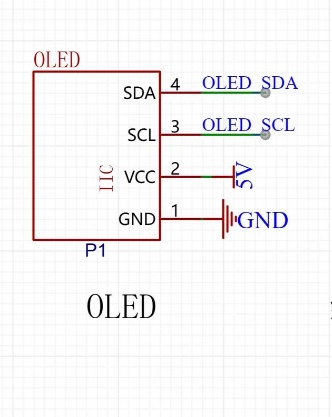 OLED
SDA 4 OLED_SDA
SCL 3 OLED_SCL
IIC
VCC 2 5V
GND 1 GND
P1
OLED